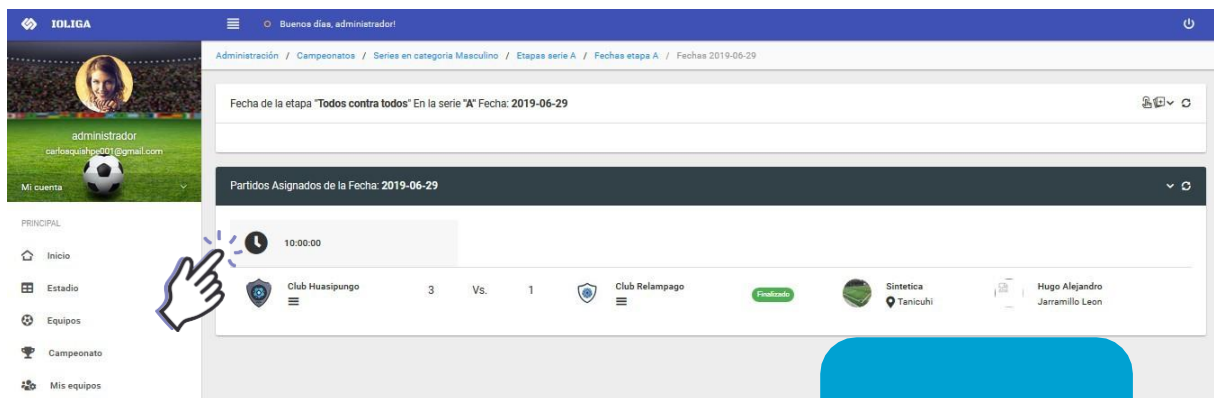 IOLIGA
Buenos días, administrador!
Administración / Campeonatos / Series en categoria Masculino / Etapas serie A / Fechas etapa A / Fechas 2019-06-29
Fecha de la etapa "Todos contra todos" En la serie "A" Fecha: 2019-06-29
administrador
carlosquishpe001@gmail.com
Mi cuenta
Partidos Asignados de la Fecha: 2019-06-29
PRINCIPAL
Inicio
Estadio
Equipos
Campeonato
Mis equipos
10:00:00
Club Huasipungo 3 Vs. 1 Club Relampago Finalizado Sintetica Hugo Alejandro
Tanicuhi Jarramillo Leon